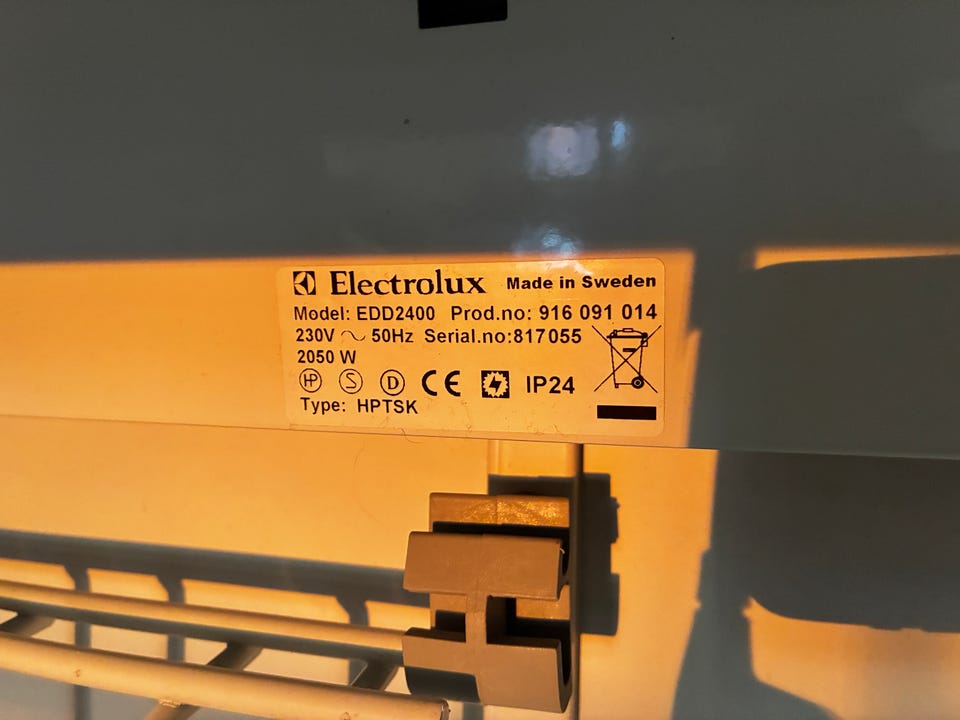 Electrolux Made in Sweden
Model: EDD2400 Prod.no: 916 091 014
230V ~ 50Hz Serial.no:817055
2050 W
HP S D CE IP24
Type: HPTSK